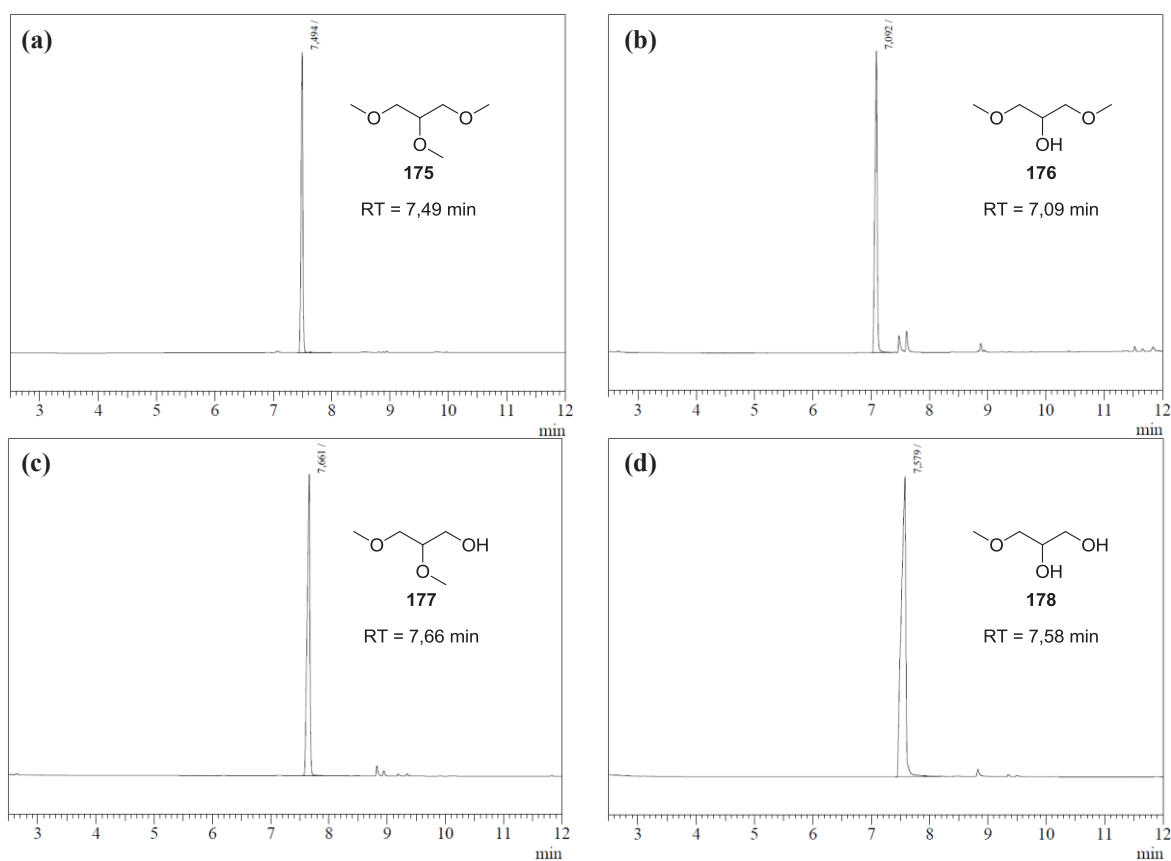 (a)
7,494 /
O
O
O
175
RT = 7,49 min
3 4 5 6 7 8 9 10 11 12
min
(b)
7,092 /
O
O
OH
176
RT = 7,09 min
3 4 5 6 7 8 9 10 11 12
min
(c)
7,661 /
O
OH
O
177
RT = 7,66 min
3 4 5 6 7 8 9 10 11 12
min
(d)
7,579 /
O
OH
OH
178
RT = 7,58 min
3 4 5 6 7 8 9 10 11 12
min